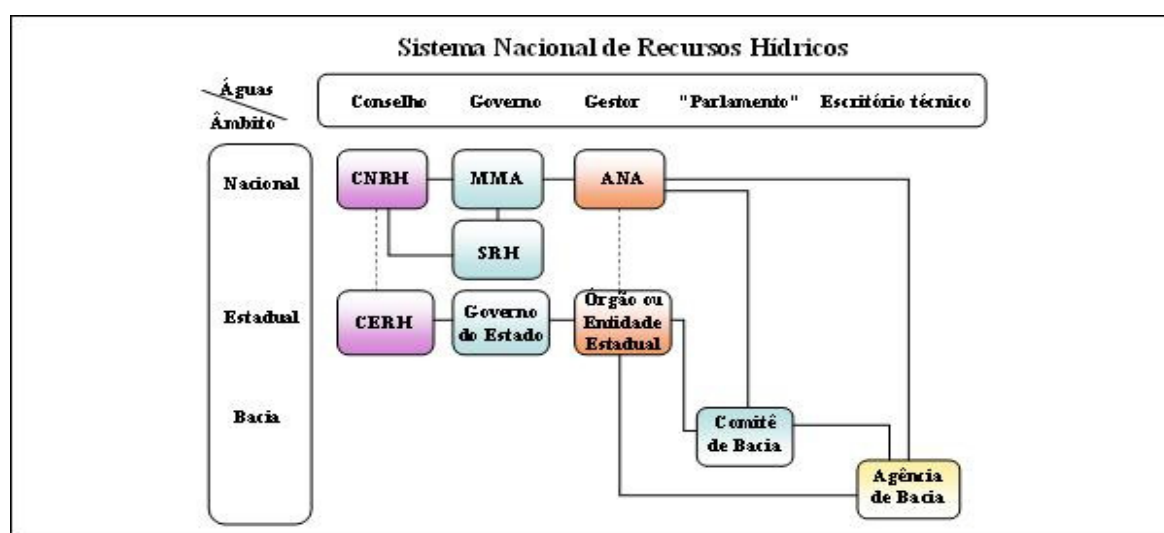 Sistema Nacional de Recursos Hídricos
Águas
Âmbito
Conselho Governo Gestor "Parlamento" Escritório técnico
Nacional CNRH MMA ANA
SRH
Estadual CERH Governo do Estado Órgão ou Entidade Estadual
Bacia Comitê de Bacia
Agência de Bacia